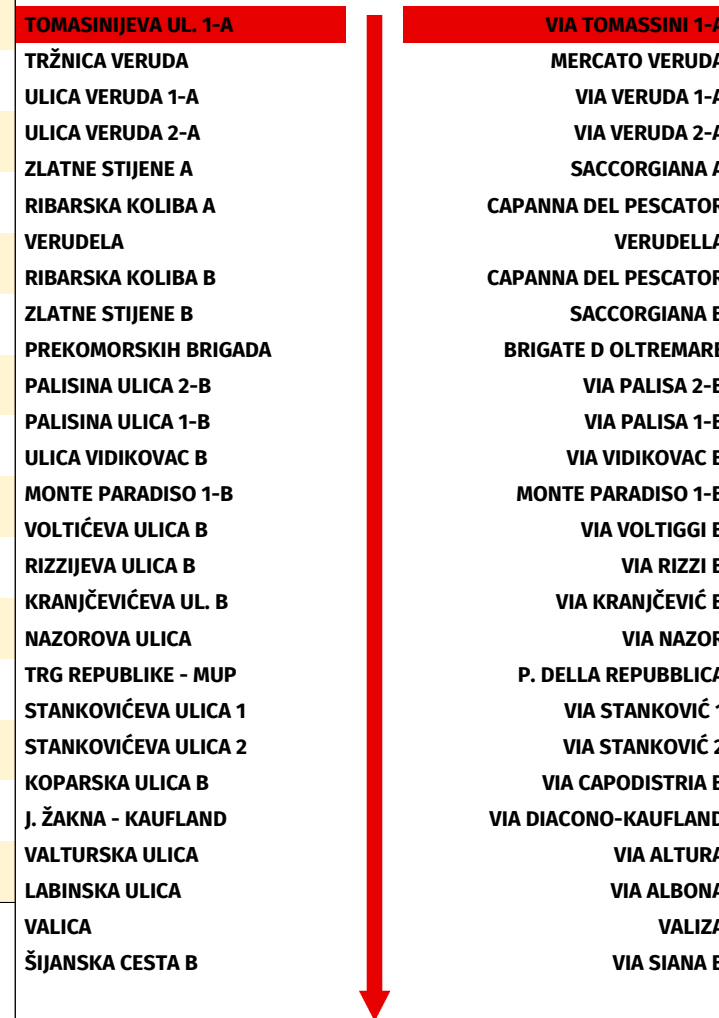 TOMASINIJEVA UL. 1-A VIA TOMASSINI 1-A
TRŽNICA VERUDA MERCATO VERUDA
ULICA VERUDA 1-A VIA VERUDA 1-A
ULICA VERUDA 2-A VIA VERUDA 2-A
ZLATNE STIJENE A SACCORGIANA A
RIBARSKA KOLIBA A CAPANNA DEL PESCATOR
VERUDELA VERUDELLA
RIBARSKA KOLIBA B CAPANNA DEL PESCATOR
ZLATNE STIJENE B SACCORGIANA B
PREKOMORSKIH BRIGADA BRIGATE D OLTREMARE
PALISINA ULICA 2-B VIA PALISA 2-B
PALISINA ULICA 1-B VIA PALISA 1-B
ULICA VIDIKOVAC B VIA VIDIKOVAC B
MONTE PARADISO 1-B MONTE PARADISO 1-B
VOLTIĆEVA ULICA B VIA VOLTIGGI B
RIZZIJEVA ULICA B VIA RIZZI B
KRANJČEVIĆEVA UL. B VIA KRANJČEVIĆ B
NAZOROVA ULICA VIA NAZOR
TRG REPUBLIKE - MUP P. DELLA REPUBBLICA
STANKOVIĆEVA ULICA 1 VIA STANKOVIĆ 1
STANKOVIĆEVA ULICA 2 VIA STANKOVIĆ 2
KOPARSKA ULICA B VIA CAPODISTRIA B
J. ŽAKNA - KAUFLAND VIA DIACONO-KAUFLAND
VALTURSKA ULICA VIA ALTURA
LABINSKA ULICA VIA ALBONA
VALICA VALIZA
ŠIJANSKA CESTA B VIA SIANA B